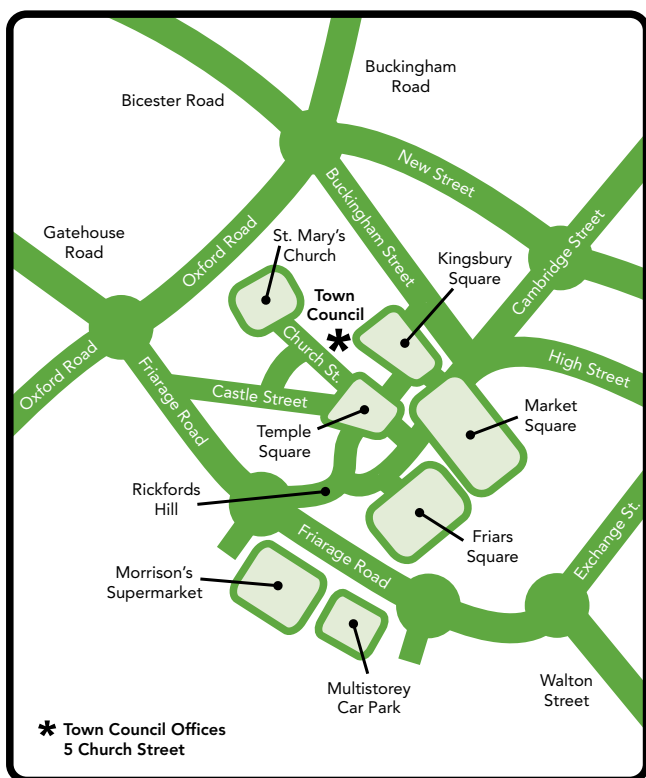 Buckingham
Road
Bicester Road
New Street
Buckingham Street
Gatehouse
Road
Oxford Road
St. Mary's
Church
Kingsbury
Square
Cambridge Street
Town
Council
*
Church St.
High Street
Oxford Road
Friarage Road
Castle Street
Market
Square
Temple
Square
Rickfords
Hill
Friars
Square
Exchange St.
Friarage Road
Morrison's
Supermarket
Walton
Street
Multistorey
Car Park
* Town Council Offices
5 Church Street